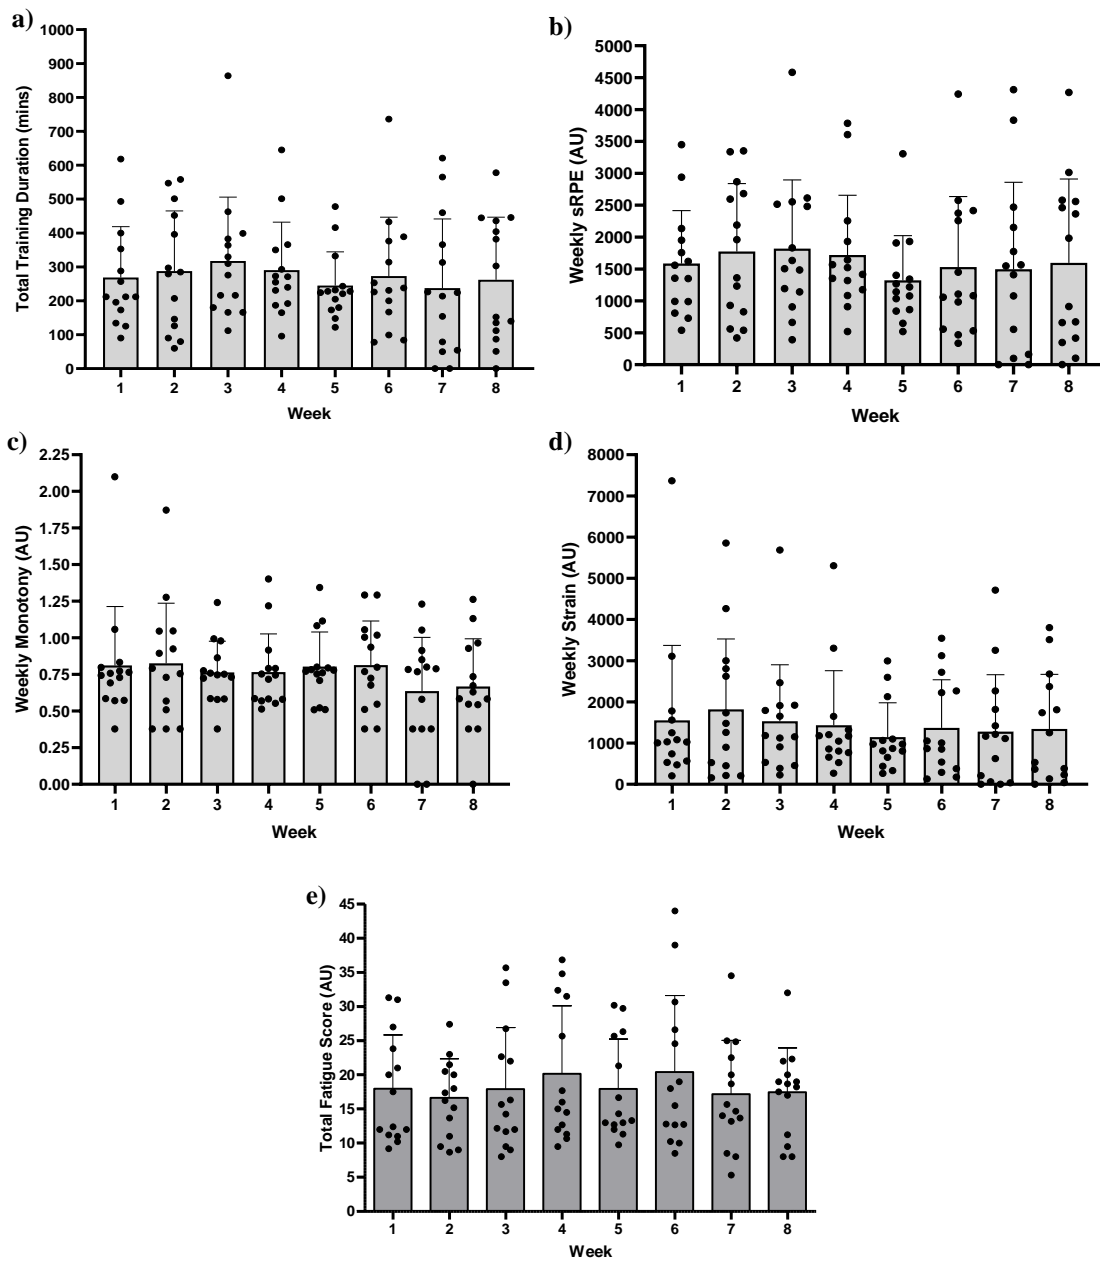 a)
Total Training Duration (mins)
1000
900
800
700
600
500
400
300
200
100
0
1 2 3 4 5 6 7 8
Week
b)
Weekly sRPE (AU)
5000
4500
4000
3500
3000
2500
2000
1500
1000
500
0
1 2 3 4 5 6 7 8
Week
c)
Weekly Monotony (AU)
2.25
2.00
1.75
1.50
1.25
1.00
0.75
0.50
0.25
0.00
1 2 3 4 5 6 7 8
Week
d)
Weekly Strain (AU)
8000
7000
6000
5000
4000
3000
2000
1000
0
1 2 3 4 5 6 7 8
Week
e)
Total Fatigue Score (AU)
45
40
35
30
25
20
15
10
5
0
1 2 3 4 5 6 7 8
Week